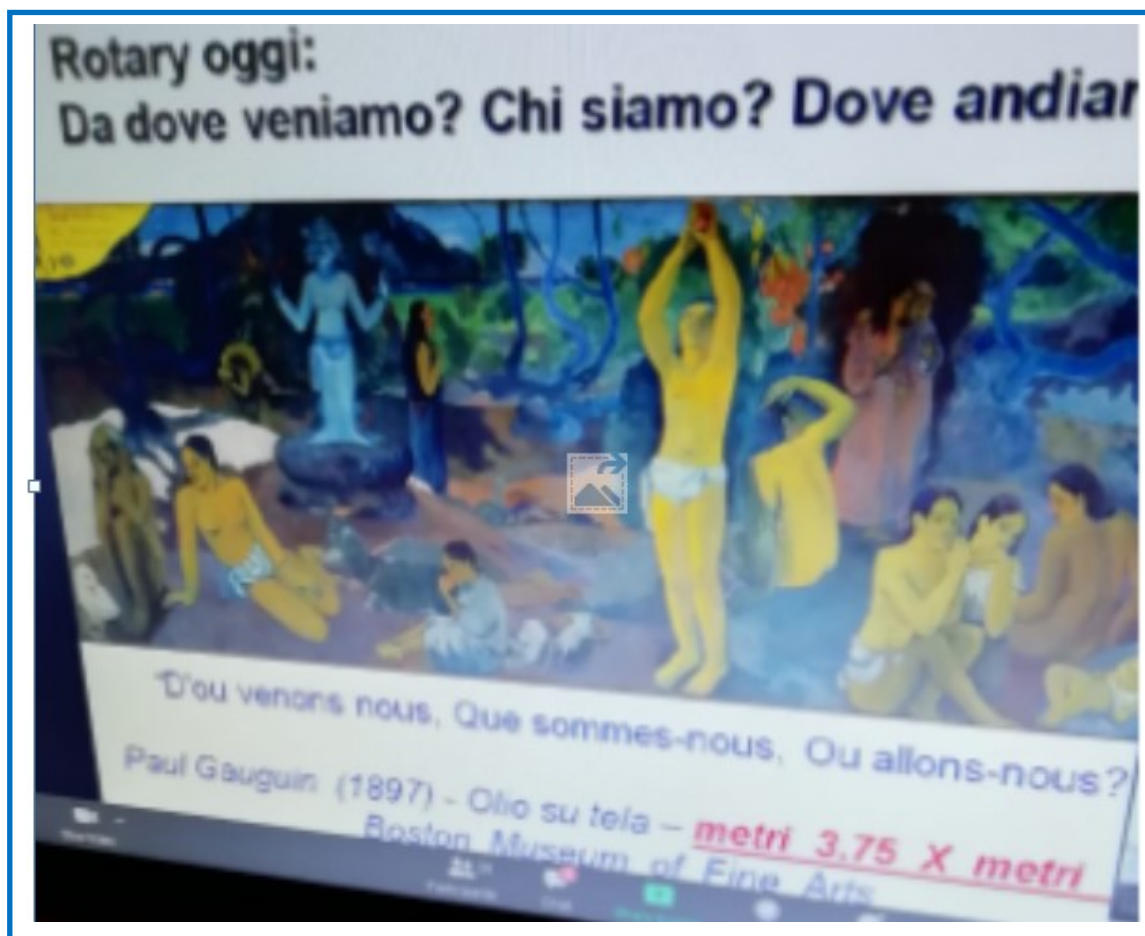 Rotary oggi:
Da dove veniamo? Chi siamo? Dove andiam
"D'ou venons nous, Que sommes-nous, Ou allons-nous?
Paul Gauguin (1897) - Olio su tela – metri 3.75 X metri
Boston Museum of Fine Arts